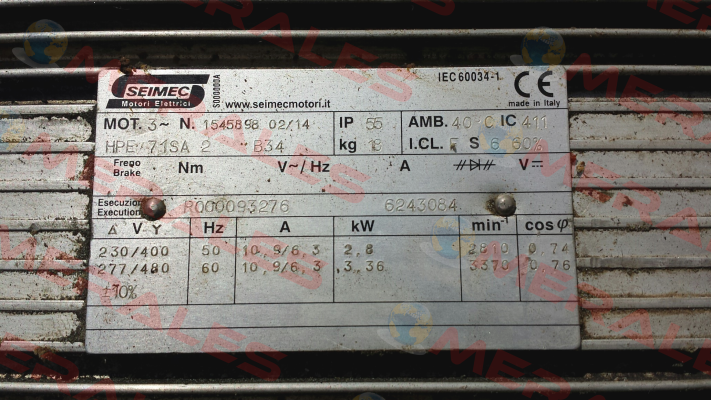 SEIMEC
Motori Elettrici
S000000A
www.seimecmotori.it
IEC 60034-1
CE
made in Italy
MOT. 3~ N. 1545898 02/14 IP 55 AMB. 40 °C IC 411
HPE 71SA 2 B34 kg 18 I.CL. F S 6 60%
Freno
Brake Nm V~/Hz A V
Esecuzione
Execution R000093276 6243084
Δ V Y Hz A kW min⁻¹ cos φ
230/400 50 10,9/6,3 2,8 2810 0,74
277/480 60 10,9/6,3 3,36 3370 0,76
±10%
MERALES